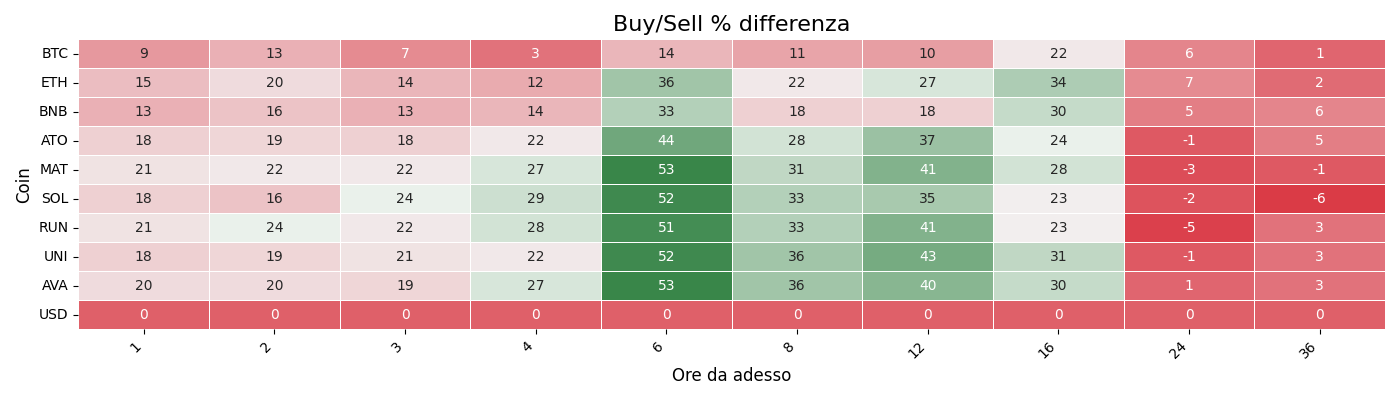 Buy/Sell % differenza
Coin
BTC 9 13 7 3 14 11 10 22 6 1
ETH 15 20 14 12 36 22 27 34 7 2
BNB 13 16 13 14 33 18 18 30 5 6
ATO 18 19 18 22 44 28 37 24 -1 5
MAT 21 22 22 27 53 31 41 28 -3 -1
SOL 18 16 24 29 52 33 35 23 -2 -6
RUN 21 24 22 28 51 33 41 23 -5 3
UNI 18 19 21 22 52 36 43 31 -1 3
AVA 20 20 19 27 53 36 40 30 1 3
USD 0 0 0 0 0 0 0 0 0 0
1 2 3 4 6 8 12 16 24 36
Ore da adesso